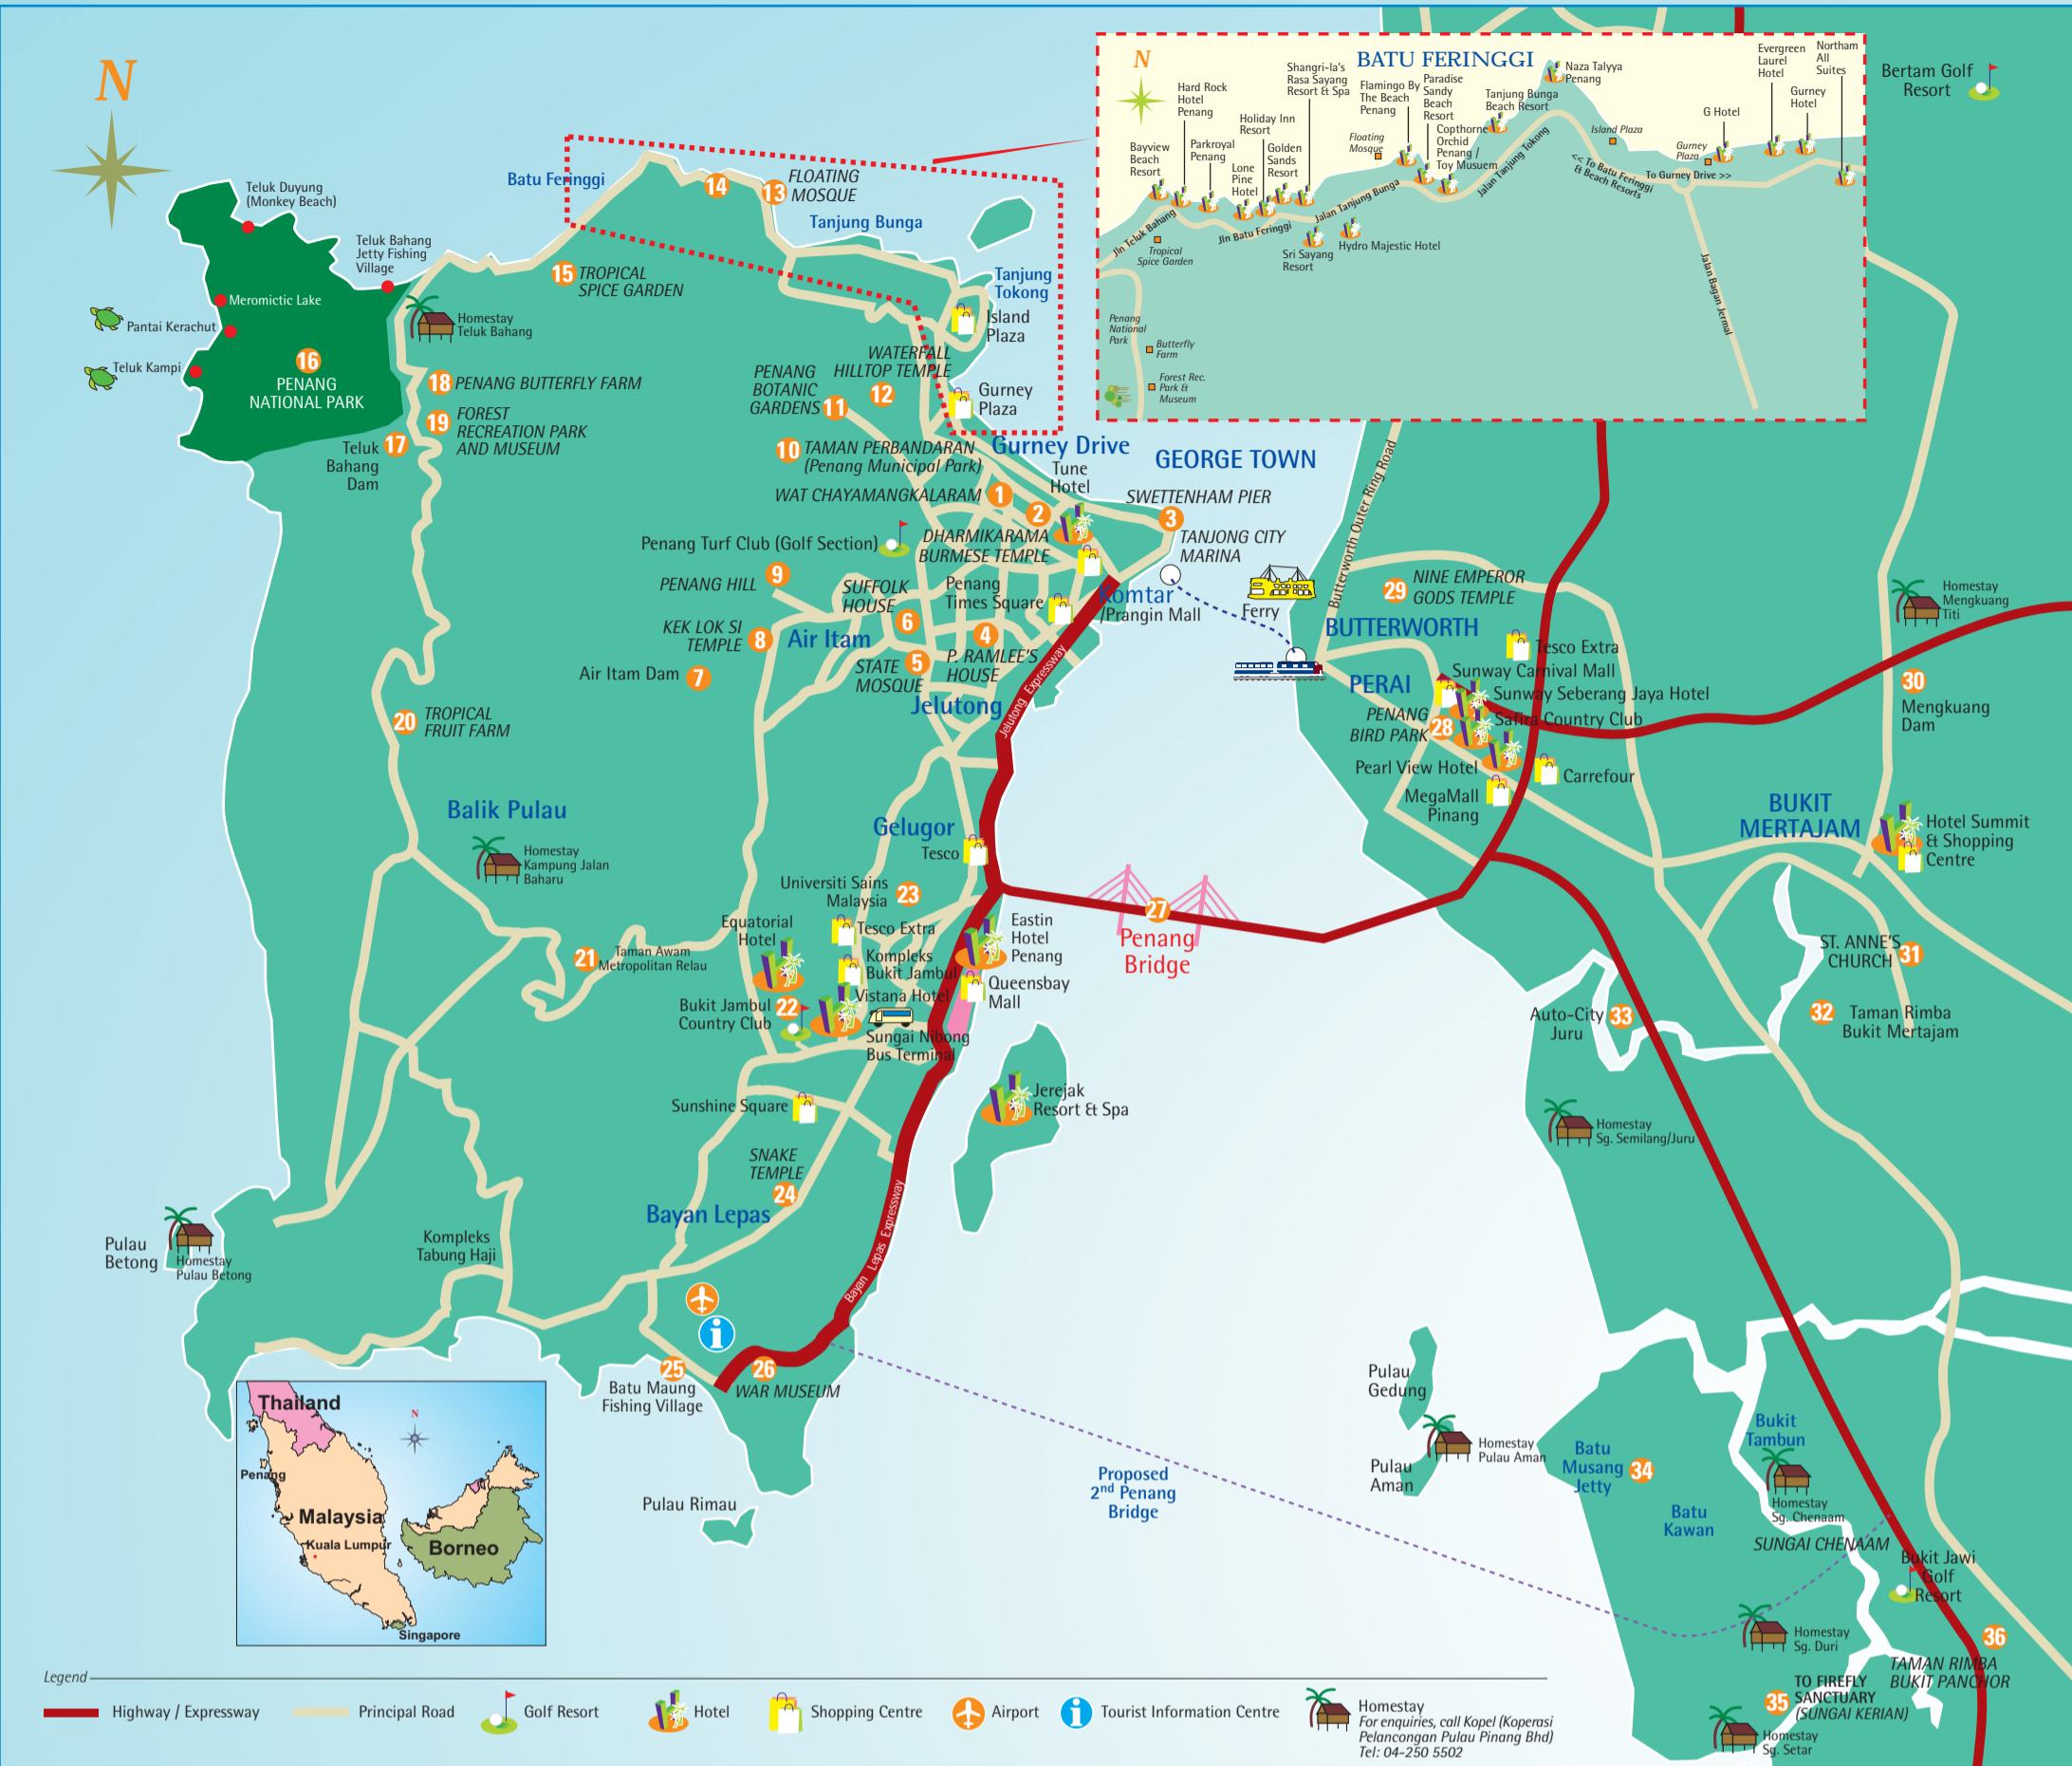 N
Batu Feringgi
14
13
FLOATING
MOSQUE
Tanjung Bunga
Tanjung
Tokong
Teluk Duyung
(Monkey Beach)
Teluk Bahang
Jetty Fishing
Village
Meromictic Lake
Pantai Kerachut
Teluk Kampi
16
PENANG
NATIONAL PARK
15
TROPICAL
SPICE GARDEN
Homestay
Teluk Bahang
18
PENANG BUTTERFLY FARM
19
FOREST
RECREATION PARK
AND MUSEUM
Teluk
Bahang
Dam
17
Island
Plaza
WATERFALL
HILLTOP TEMPLE
12
PENANG
BOTANIC
GARDENS
11
Gurney
Plaza
10
TAMAN PERBANDARAN
(Penang Municipal Park)
Gurney Drive
GEORGE TOWN
Tune
Hotel
WAT CHAYAMANGKALARAM
1
2
SWETTENHAM PIER
3
DHARMIKARAMA
BURMESE TEMPLE
TANJONG CITY
MARINA
Penang Turf Club (Golf Section)
PENANG HILL
9
SUFFOLK
HOUSE
6
Penang
Times Square
Komtar
/Prangin Mall
Ferry
KEK LOK SI
TEMPLE
8
Air Itam
4
P. RAMLEE'S
HOUSE
STATE
MOSQUE
5
Air Itam Dam
7
Jelutong
Jelutong Expressway
20
TROPICAL
FRUIT FARM
Balik Pulau
Homestay
Kampung Jalan
Baharu
Gelugor
Tesco
Universiti Sains
Malaysia
23
Equatorial
Hotel
Tesco Extra
Kompleks
Bukit Jambul
Eastin
Hotel
Penang
Queensbay
Mall
21
Taman Awam
Metropolitan Relau
Bukit Jambul
Country Club
22
Vistana Hotel
Sungai Nibong
Bus Terminal
27
Penang
Bridge
Jerejak
Resort & Spa
Sunshine Square
SNAKE
TEMPLE
24
Bayan Lepas
Bayan Lepas Expressway
Pulau
Betong
Homestay
Pulau Betong
Kompleks
Tabung Haji
25
Batu Maung
Fishing Village
26
WAR MUSEUM
Pulau Rimau
Proposed
2nd Penang
Bridge
BATU FERINGGI
N
Bayview
Beach
Resort
Hard Rock
Hotel
Penang
Parkroyal
Penang
Lone
Pine
Hotel
Holiday Inn
Resort
Golden
Sands
Resort
Shangri-la's
Rasa Sayang
Resort & Spa
Floating
Mosque
Flamingo By
The Beach
Penang
Paradise
Sandy
Beach
Resort
Copthorne
Orchid
Penang /
Toy Musuem
Tanjung Bunga
Beach Resort
Naza Talyya
Penang
Island Plaza
Gurney
Plaza
G Hotel
Evergreen
Laurel
Hotel
Gurney
Hotel
Northam
All
Suites
Jln Teluk Bahang
Tropical
Spice Garden
Jln Batu Feringgi
Jalan Tanjung Bunga
Jalan Tanjung Tokong
Sri Sayang
Resort
Hydro Majestic Hotel
<< To Batu Feringgi
& Beach Resorts
To Gurney Drive >>
Jalan Bagan Jermal
Penang
National
Park
Butterfly
Farm
Forest Rec.
Park &
Museum
Bertam Golf
Resort
Butterworth Outer Ring Road
29
NINE EMPEROR
GODS TEMPLE
BUTTERWORTH
Tesco Extra
Sunway Carnival Mall
PERAI
Sunway Seberang Jaya Hotel
PENANG
BIRD PARK
28
Safira Country Club
Pearl View Hotel
Carrefour
MegaMall
Pinang
Homestay
Mengkuang
Titi
30
Mengkuang
Dam
BUKIT
MERTAJAM
Hotel Summit
& Shopping
Centre
ST. ANNE'S
CHURCH
31
32
Taman Rimba
Bukit Mertajam
Auto-City
Juru
33
Homestay
Sg. Semilang/Juru
Pulau
Gedung
Homestay
Pulau Aman
Pulau
Aman
Batu
Musang
Jetty
34
Bukit
Tambun
Homestay
Sg. Chenaam
Batu
Kawan
SUNGAI CHENAAM
Bukit Jawi
Golf
Resort
Homestay
Sg. Duri
36
TAMAN RIMBA
BUKIT PANCHOR
35
TO FIREFLY
SANCTUARY
(SUNGAI KERIAN)
Homestay
Sg. Setar
Thailand
N
Penang
Malaysia
Kuala Lumpur
Borneo
Singapore
Legend
Highway / Expressway
Principal Road
Golf Resort
Hotel
Shopping Centre
Airport
Tourist Information Centre
Homestay
For enquiries, call Kopel (Koperasi
Pelancongan Pulau Pinang Bhd)
Tel: 04-250 5502